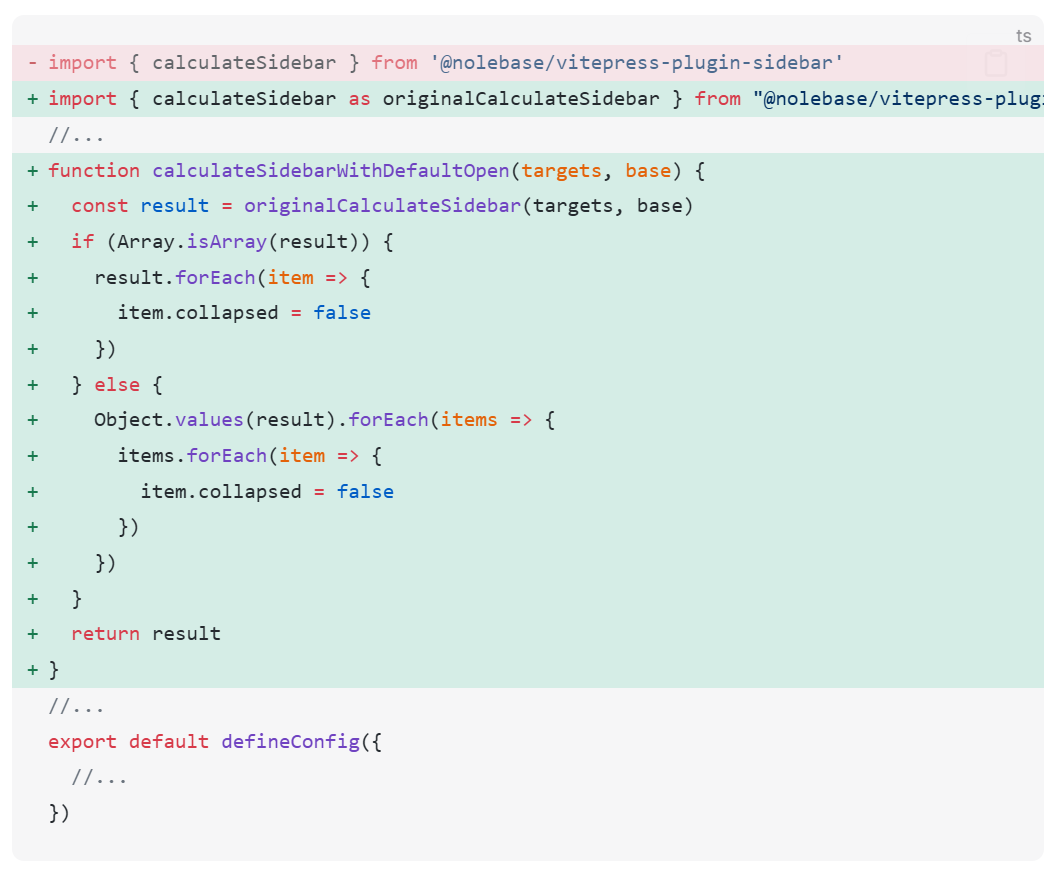 ts
- import { calculateSidebar } from '@nolebase/vitepress-plugin-sidebar'
+ import { calculateSidebar as originalCalculateSidebar } from "@nolebase/vitepress-plugi
//...
+ function calculateSidebarWithDefaultOpen(targets, base) {
+   const result = originalCalculateSidebar(targets, base)
+   if (Array.isArray(result)) {
+     result.forEach(item => {
+       item.collapsed = false
+     })
+   } else {
+     Object.values(result).forEach(items => {
+       items.forEach(item => {
+         item.collapsed = false
+       })
+     })
+   }
+   return result
+ }
//...
export default defineConfig({
  //...
})